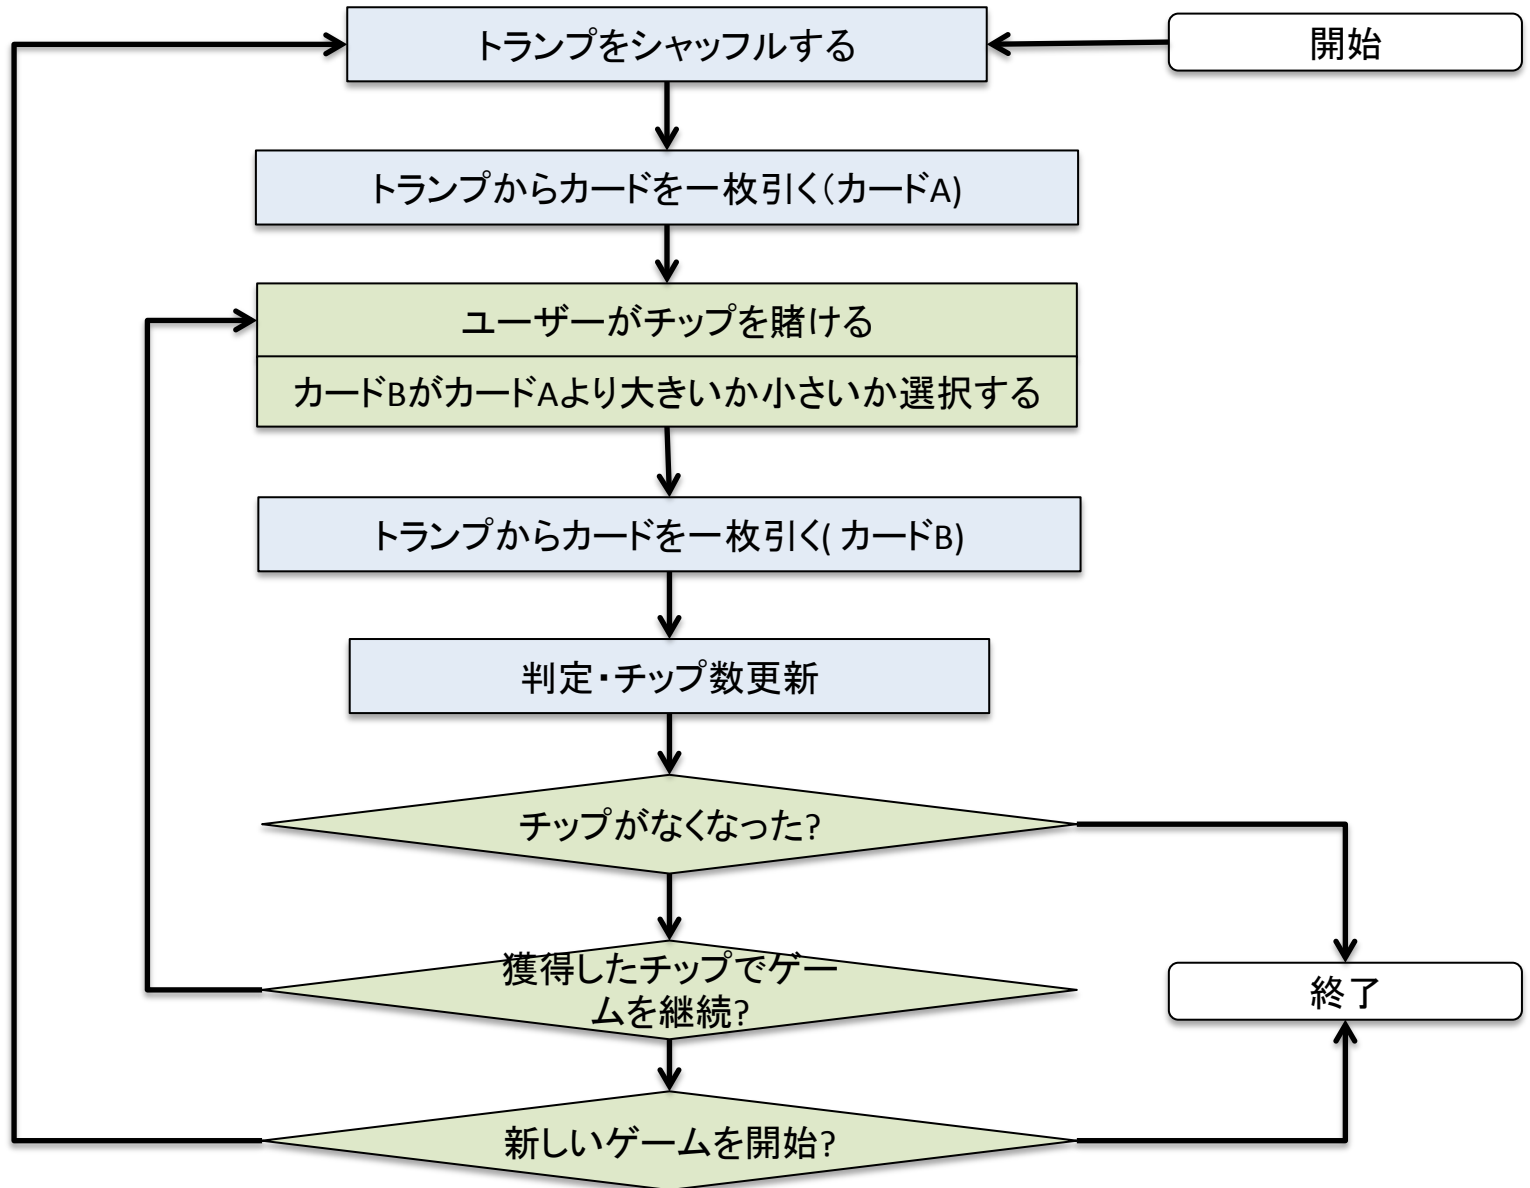 トランプをシャッフルする
開始
トランプからカードを一枚引く(カードA)
ユーザーがチップを賭ける
カードBがカードAより大きいか小さいか選択する
トランプからカードを一枚引く( カードB)
判定・チップ数更新
チップがなくなった?
獲得したチップでゲー
ムを継続?
終了
新しいゲームを開始?